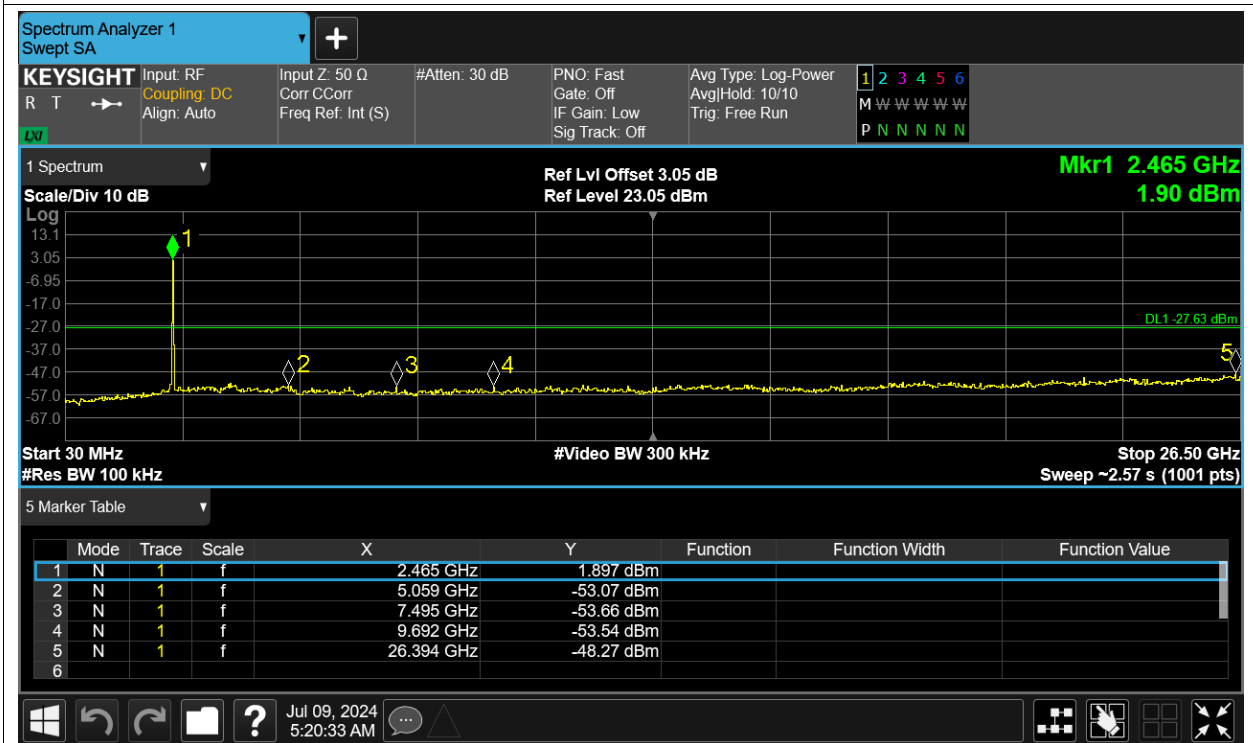 Spectrum Analyzer 1
Swept SA
KEYSIGHT Input: RF Input Z: 50 Ω #Atten: 30 dB PNO: Fast Avg Type: Log-Power 1 2 3 4 5 6
R T Coupling: DC Corr CCorr Gate: Off Avg|Hold: 10/10 M W W W W W
Align: Auto Freq Ref: Int (S) IF Gain: Low Trig: Free Run
LXI Sig Track: Off P N N N N N
1 Spectrum Ref Lvl Offset 3.05 dB Mkr1 2.465 GHz
Scale/Div 10 dB Ref Level 23.05 dBm 1.90 dBm
Log
13.1 1
3.05
-6.95
-17.0
-27.0 DL1 -27.63 dBm
-37.0
-47.0 2 3 4 5
-57.0
-67.0
Start 30 MHz #Video BW 300 kHz Stop 26.50 GHz
#Res BW 100 kHz Sweep ~2.57 s (1001 pts)
5 Marker Table
Mode Trace Scale X Y Function Function Width Function Value
1 N 1 f 2.465 GHz 1.897 dBm
2 N 1 f 5.059 GHz -53.07 dBm
3 N 1 f 7.495 GHz -53.66 dBm
4 N 1 f 9.692 GHz -53.54 dBm
5 N 1 f 26.394 GHz -48.27 dBm
6
? Jul 09, 2024
5:20:33 AM